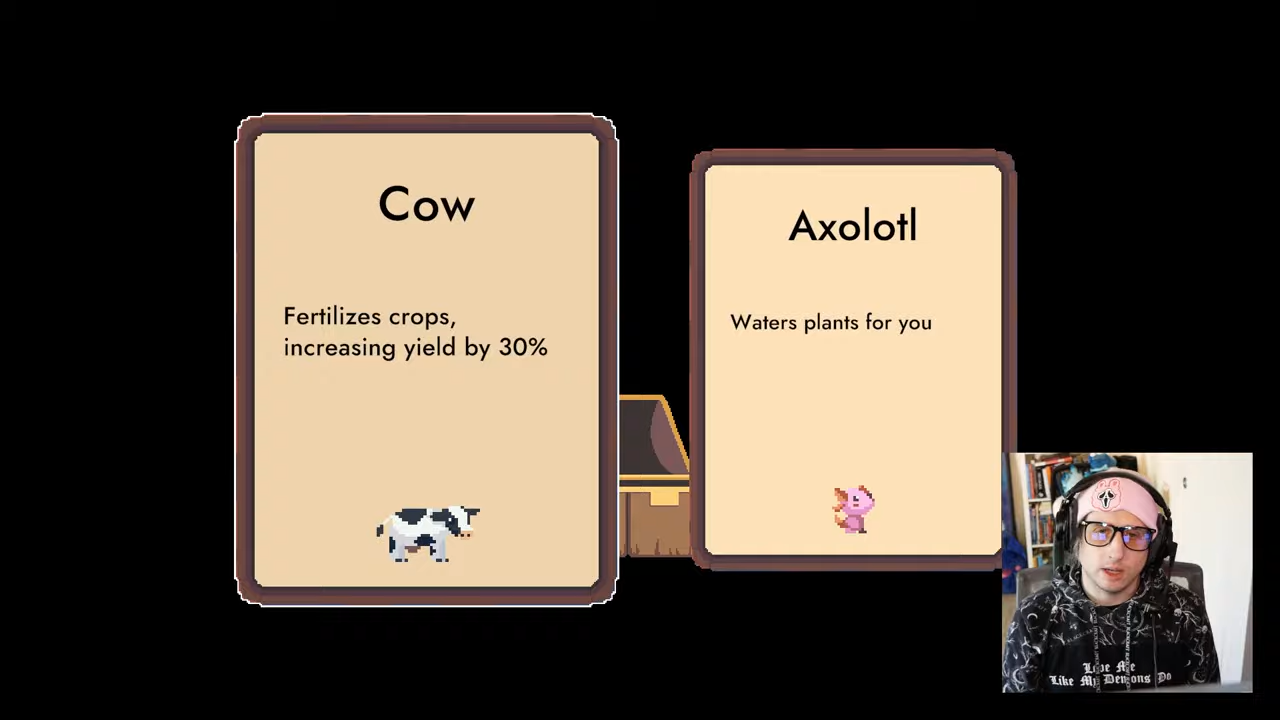 Cow
Fertilizes crops,
increasing yield by 30%
Axolotl
Waters plants for you
Love Me
Like My Demons Do